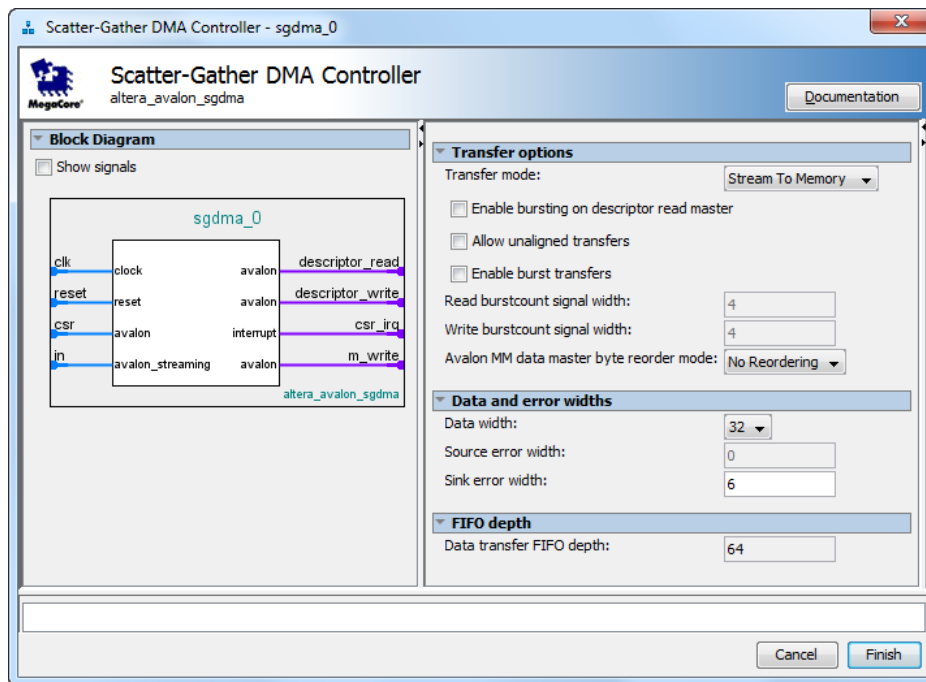 Scatter-Gather DMA Controller - sgdma_0
Scatter-Gather DMA Controller
altera_avalon_sgdma
MegaCore®
Documentation
Block Diagram
Show signals
sgdma_0
clk
clock
avalon
descriptor_read
reset
reset
avalon
descriptor_write
csr
avalon
interrupt
csr_irq
in
avalon_streaming
avalon
m_write
altera_avalon_sgdma
Transfer options
Transfer mode:
Stream To Memory
Enable bursting on descriptor read master
Allow unaligned transfers
Enable burst transfers
Read burstcount signal width:
4
Write burstcount signal width:
4
Avalon MM data master byte reorder mode:
No Reordering
Data and error widths
Data width:
32
Source error width:
0
Sink error width:
6
FIFO depth
Data transfer FIFO depth:
64
Cancel
Finish